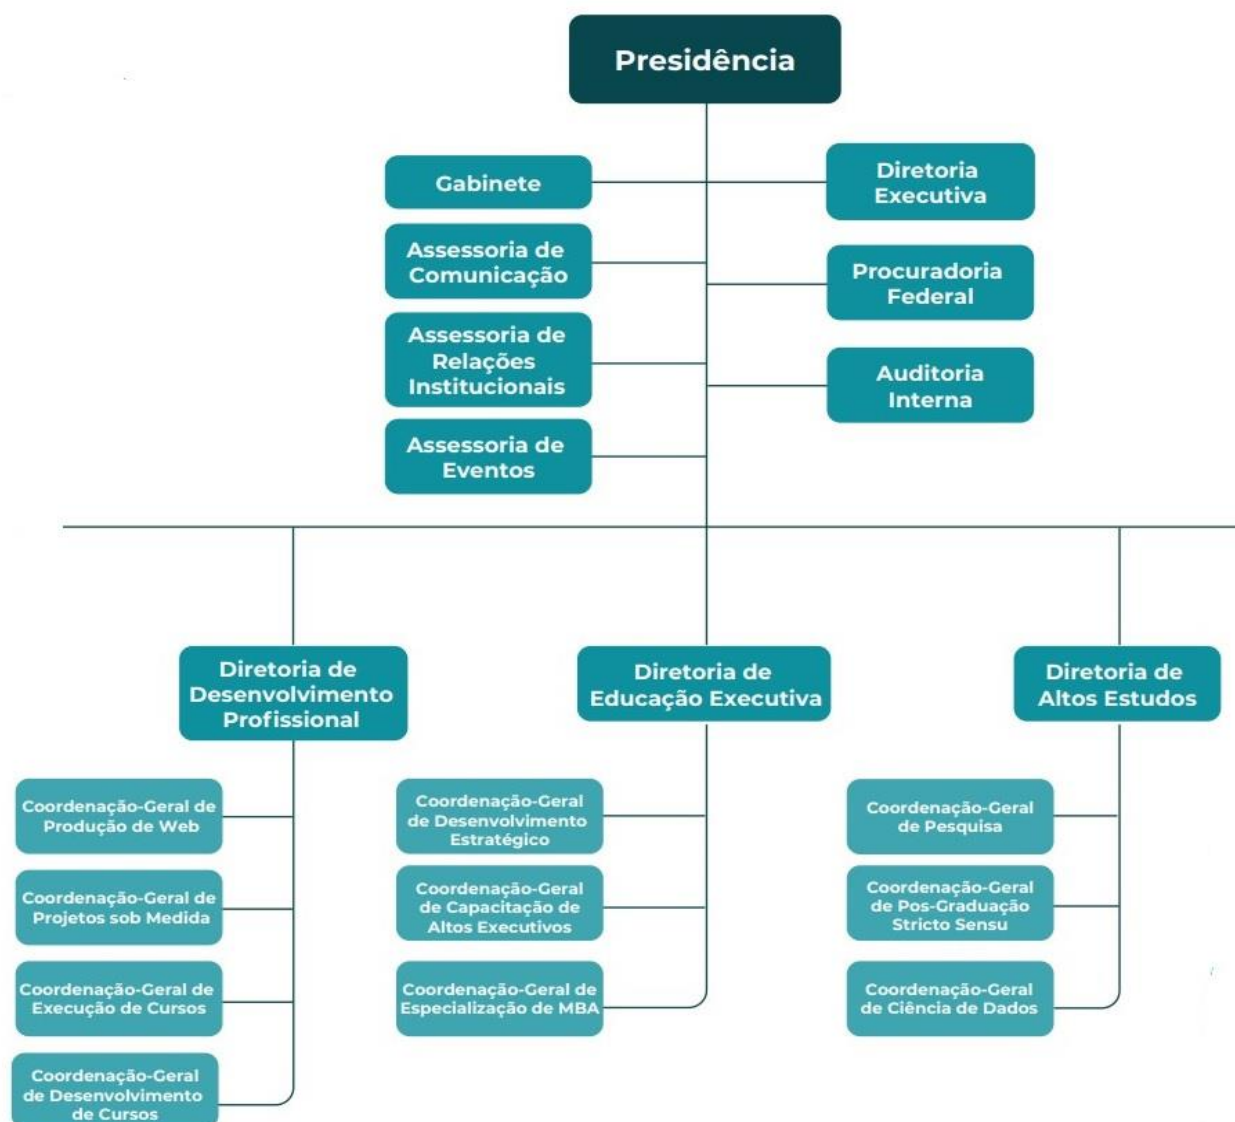 Presidência
Gabinete
Diretoria
Executiva
Assessoria de
Comunicação
Procuradoria
Federal
Assessoria de
Relações
Institucionais
Auditoria
Interna
Assessoria de
Eventos
Diretoria de
Desenvolvimento
Profissional
Coordenação-Geral de
Produção de Web
Coordenação-Geral de
Projetos sob Medida
Coordenação-Geral de
Execução de Cursos
Coordenação-Geral
de Desenvolvimento
de Cursos
Diretoria de
Educação Executiva
Coordenação-Geral
de Desenvolvimento
Estratégico
Coordenação-Geral
de Capacitação de
Altos Executivos
Coordenação-Geral de
Especialização de MBA
Diretoria de
Altos Estudos
Coordenação-Geral
de Pesquisa
Coordenação-Geral
de Pos-Graduação
Stricto Sensu
Coordenação-Geral
de Ciência de Dados